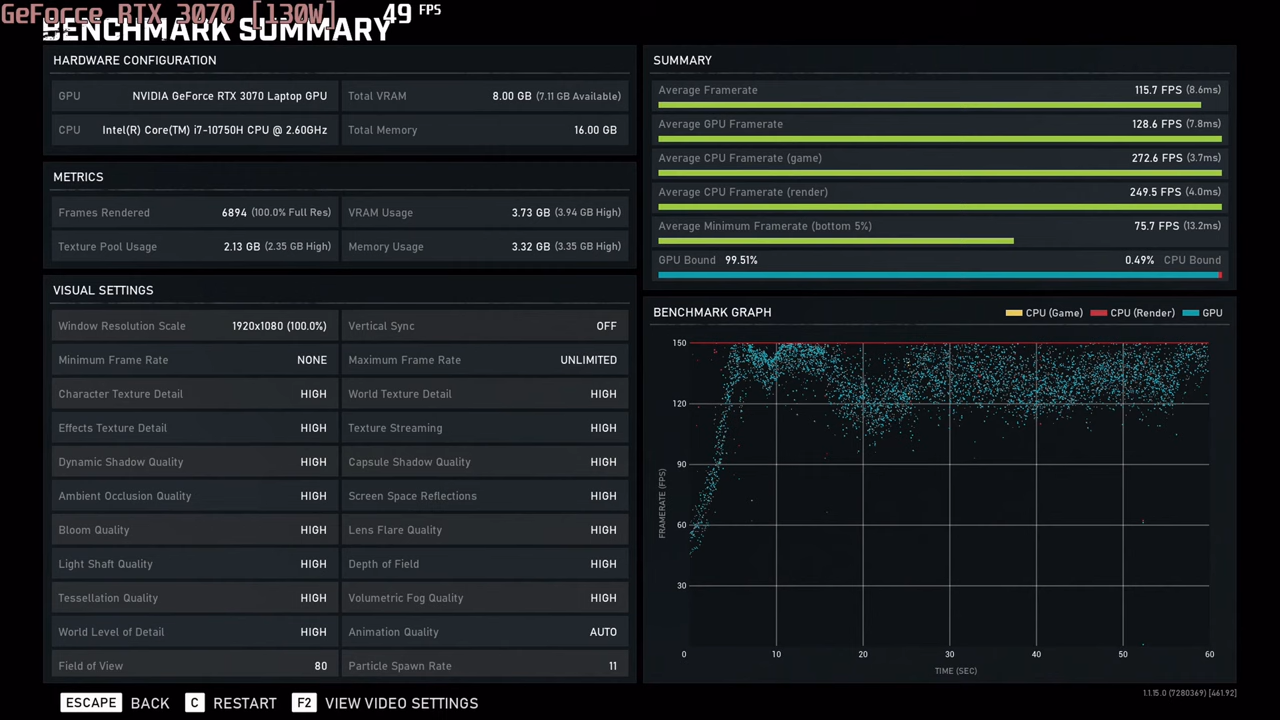 GeForce RTX 3070 [130W] 49 FPS
BENCHMARK SUMMARY
HARDWARE CONFIGURATION
GPU NVIDIA GeForce RTX 3070 Laptop GPU
Total VRAM 8.00 GB (7.11 GB Available)
CPU Intel(R) Core(TM) i7-10750H CPU @ 2.60GHz
Total Memory 16.00 GB
METRICS
Frames Rendered 6894 (100.0% Full Res)
VRAM Usage 3.73 GB (3.94 GB High)
Texture Pool Usage 2.13 GB (2.35 GB High)
Memory Usage 3.32 GB (3.35 GB High)
VISUAL SETTINGS
Window Resolution Scale 1920x1080 (100.0%)
Vertical Sync OFF
Minimum Frame Rate NONE
Maximum Frame Rate UNLIMITED
Character Texture Detail HIGH
World Texture Detail HIGH
Effects Texture Detail HIGH
Texture Streaming HIGH
Dynamic Shadow Quality HIGH
Capsule Shadow Quality HIGH
Ambient Occlusion Quality HIGH
Screen Space Reflections HIGH
Bloom Quality HIGH
Lens Flare Quality HIGH
Light Shaft Quality HIGH
Depth of Field HIGH
Tessellation Quality HIGH
Volumetric Fog Quality HIGH
World Level of Detail HIGH
Animation Quality AUTO
Field of View 80
Particle Spawn Rate 11
SUMMARY
Average Framerate 115.7 FPS (8.6ms)
Average GPU Framerate 128.6 FPS (7.8ms)
Average CPU Framerate (game) 272.6 FPS (3.7ms)
Average CPU Framerate (render) 249.5 FPS (4.0ms)
Average Minimum Framerate (bottom 5%) 75.7 FPS (13.2ms)
GPU Bound 99.51% 0.49% CPU Bound
BENCHMARK GRAPH
CPU (Game) CPU (Render) GPU
150
120
90
60
30
FRAMERATE (FPS)
0 10 20 30 40 50 60
TIME (SEC)
ESCAPE BACK C RESTART F2 VIEW VIDEO SETTINGS
1.1.15.0 (7280369) [461.92]